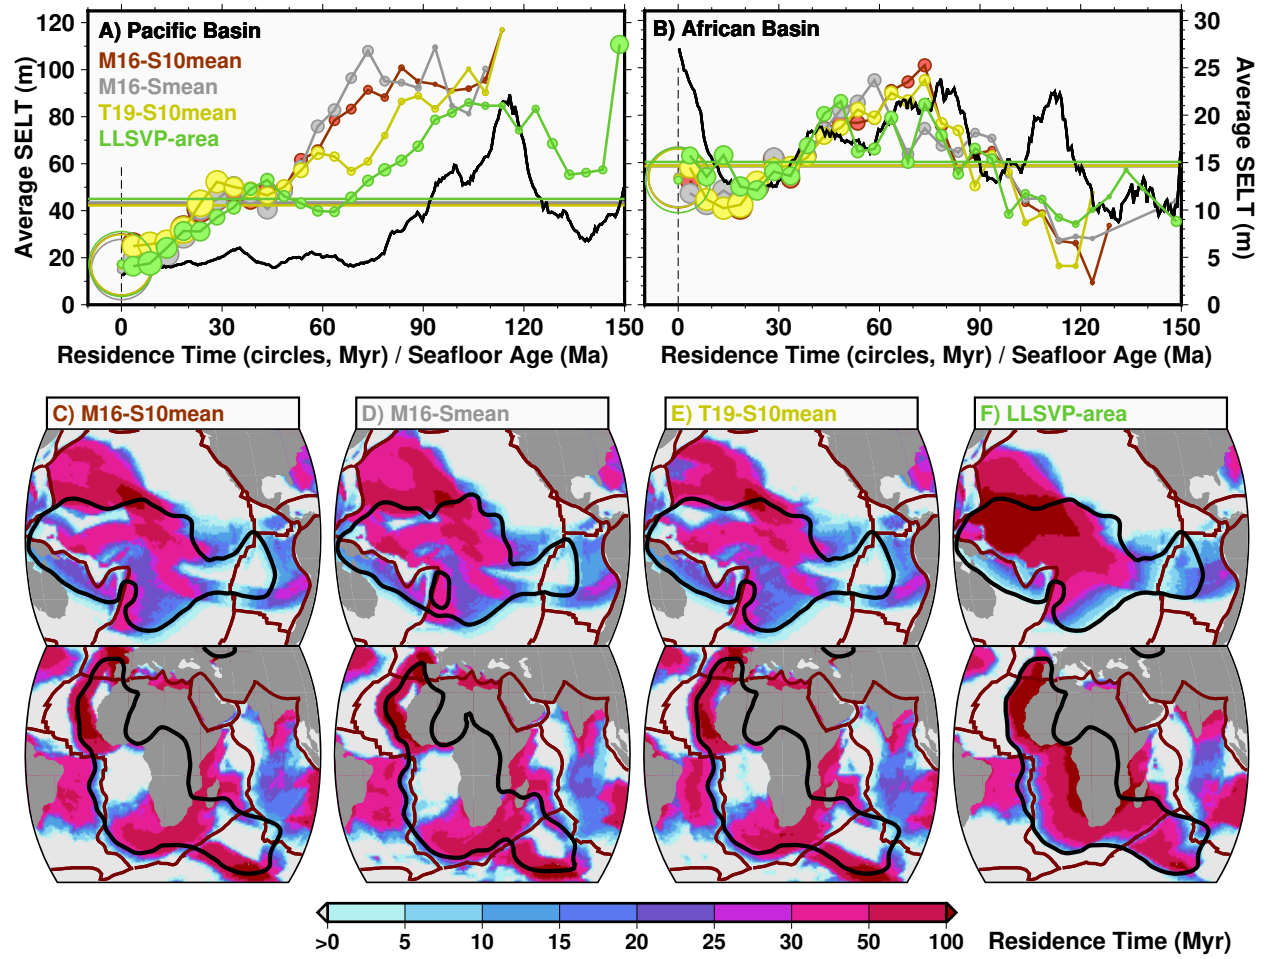 A) Pacific Basin
M16-S10mean
M16-Smean
T19-S10mean
LLSVP-area
Average SELT (m)
0 20 40 60 80 100 120
0 30 60 90 120 150
Residence Time (circles, Myr) / Seafloor Age (Ma)
B) African Basin
Average SELT (m)
0 5 10 15 20 25 30
0 30 60 90 120 150
Residence Time (circles, Myr) / Seafloor Age (Ma)
C) M16-S10mean
D) M16-Smean
E) T19-S10mean
F) LLSVP-area
>0 5 10 15 20 25 30 50 100
Residence Time (Myr)